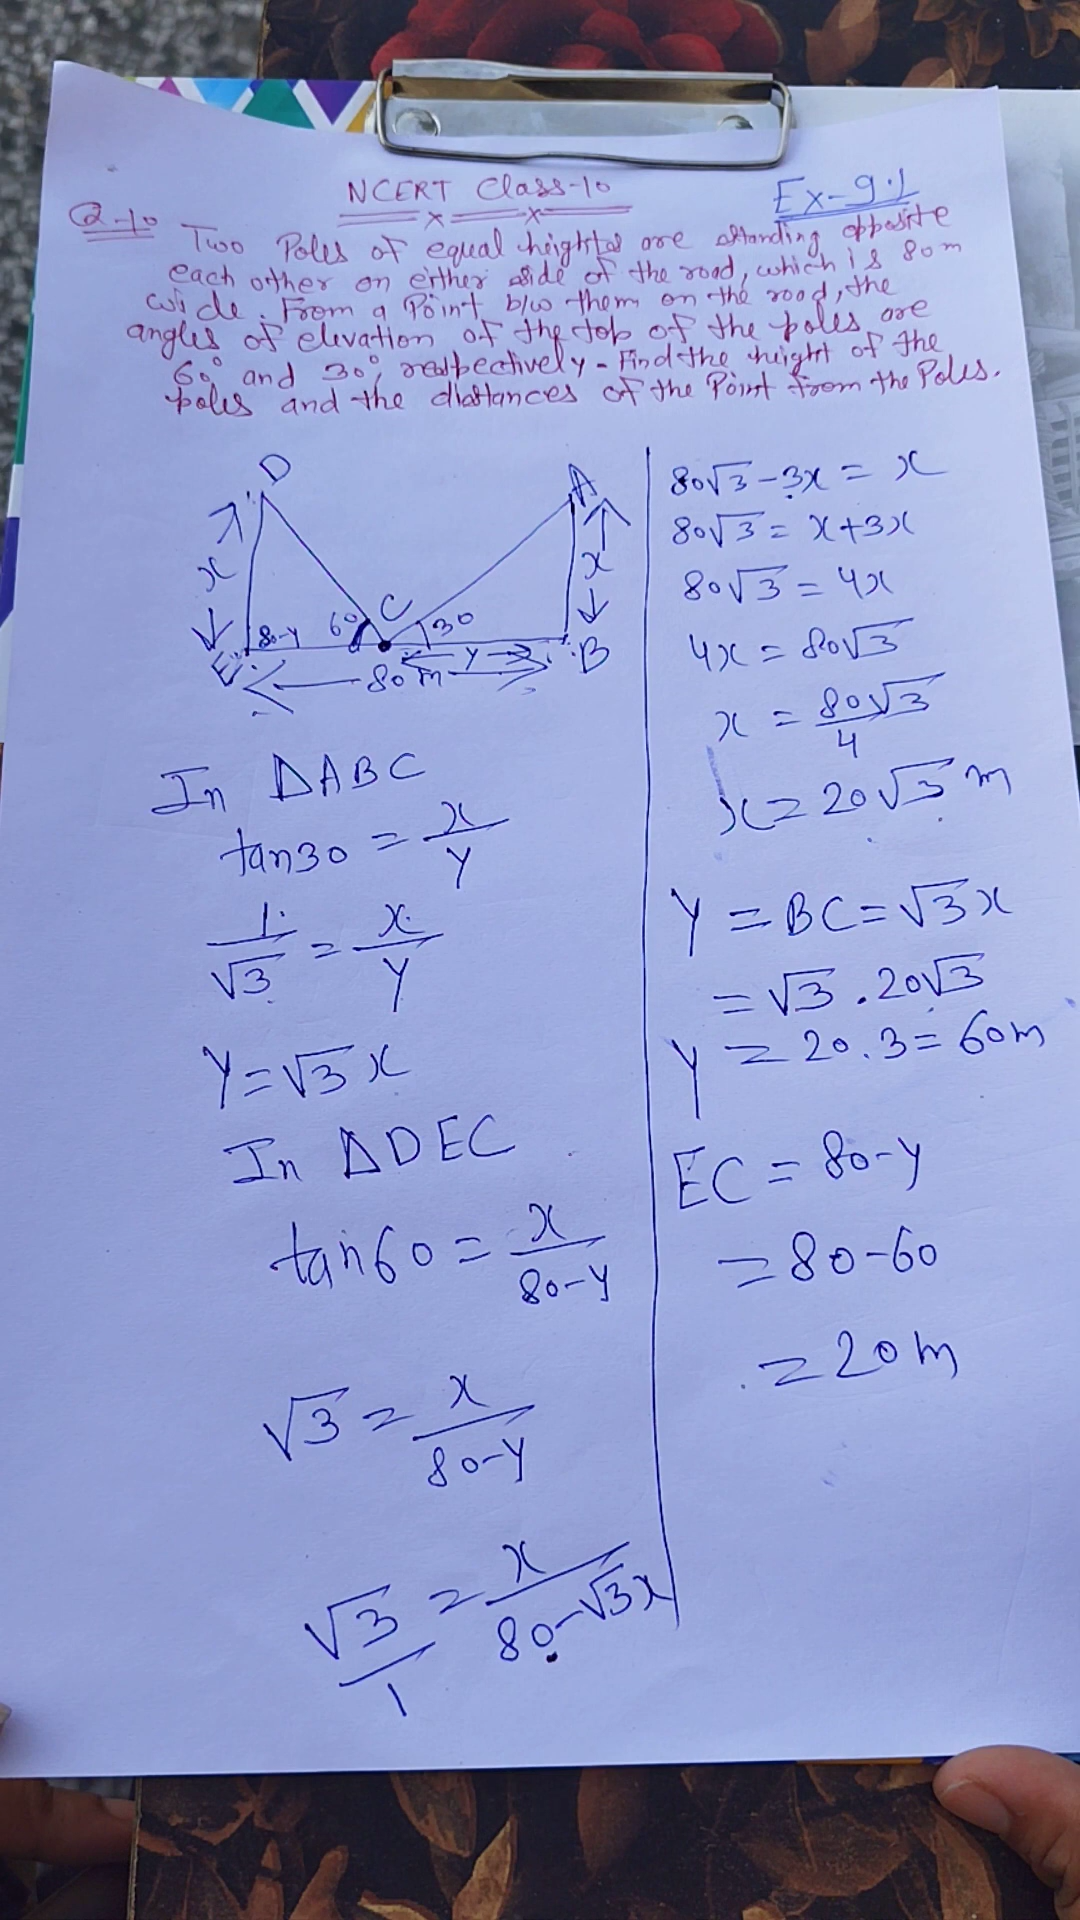 NCERT Class-10
Ex-9.1
Q-10 Two Poles of equal heights are standing opposite
each other on either side of the road, which is 80m
wide. From a Point b/w them on the road, the
angles of elevation of the top of the poles are
60° and 30°, respectively. Find the height of the
poles and the distances of the Point from the Poles.
D
A
x
x
C
80-y
60
30
E
y
B
80m
In ΔABC
tan30 = x/y
1/√3 = x/y
y=√3x
In ΔDEC
tan60 = x/80-y
√3 = x/80-y
√3/1 = x/80-√3x
80√3-3x = x
80√3 = x+3x
80√3 = 4x
4x = 80√3
x = 80√3/4
x = 20√3 m
y = BC = √3x
= √3 . 20√3
y = 20.3 = 60m
EC = 80-y
= 80-60
= 20m